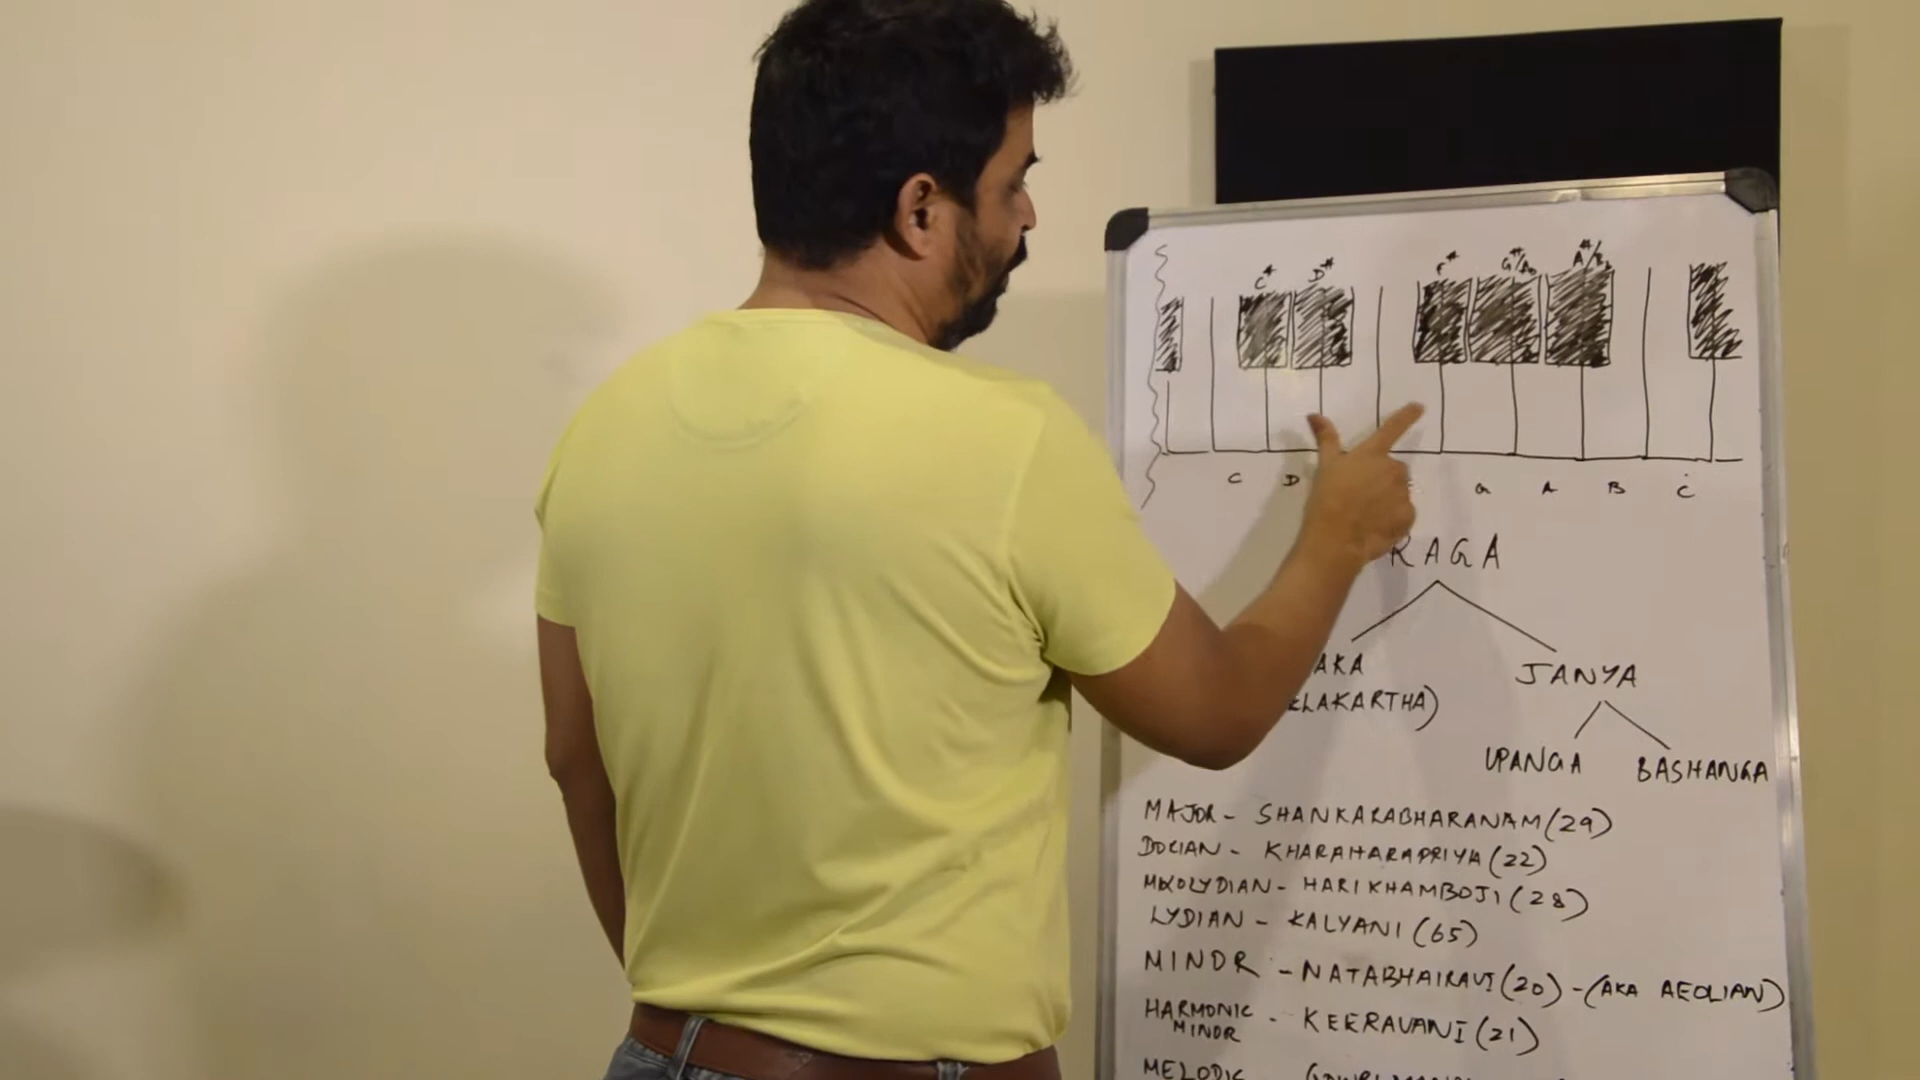 C# D# F# G#/Ab A#/B
C D G A B Ċ
RAGA
AKA JANYA
ELAKARTHA)
UPANGA BASHANGA
MAJOR - SHANKARABHARANAM (29)
DORIAN - KHARAHARAPRIYA (22)
MIXOLYDIAN - HARIKHAMBOJI (28)
LYDIAN - KALYANI (65)
MINOR - NATABHAIRAVI (20) - (AKA AEOLIAN)
HARMONIC MINOR - KEERAVANI (21)
MELODIC